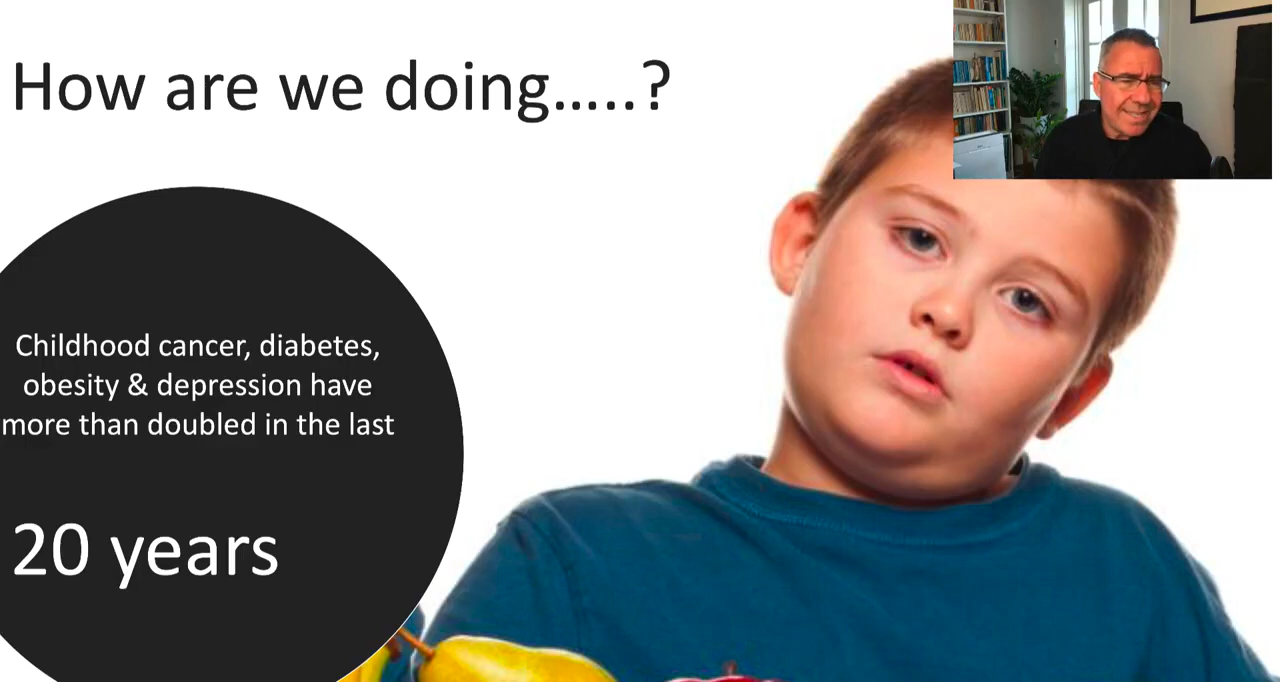 How are we doing.....?
Childhood cancer, diabetes,
obesity & depression have
more than doubled in the last
20 years